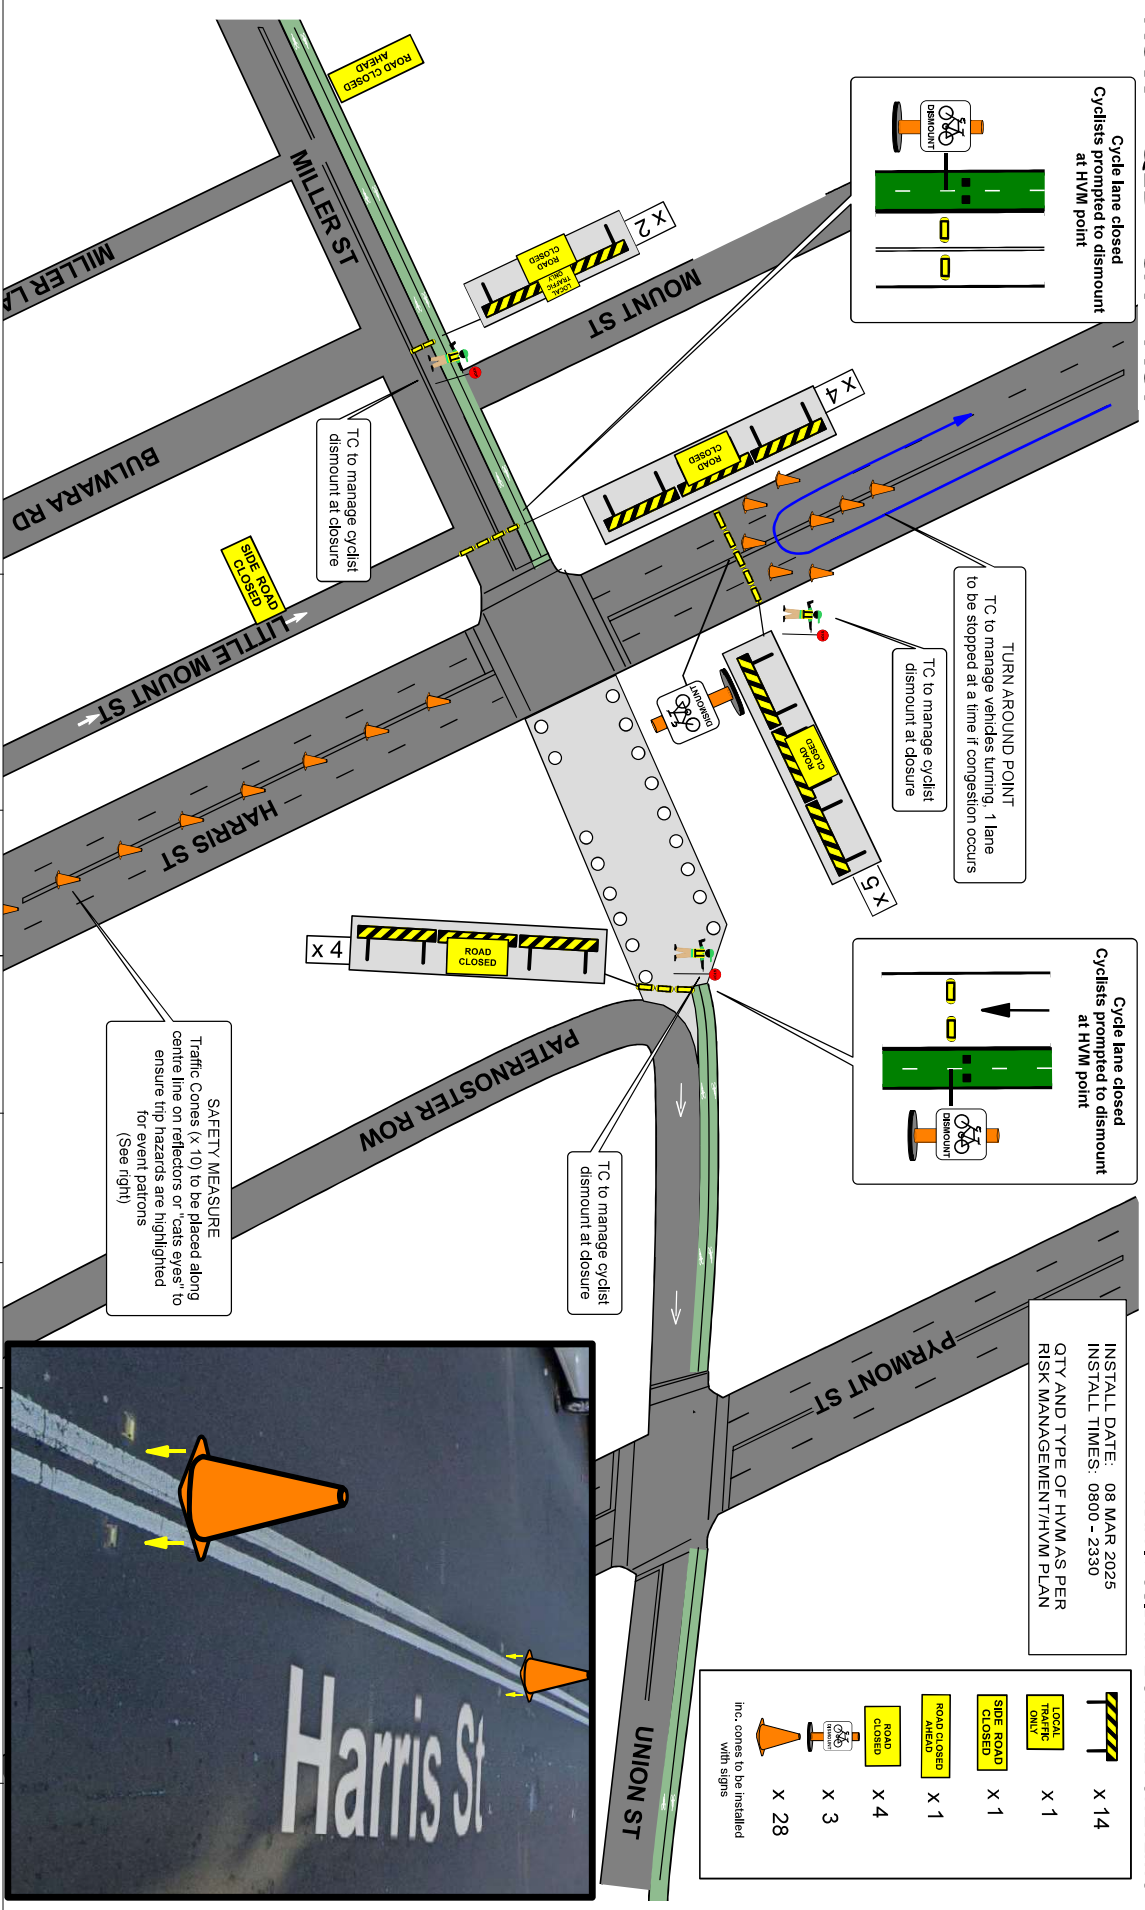 Cycle lane closed
Cyclists prompted to dismount
at HVM point
DISMOUNT
ROAD CLOSED
AHEAD
MILLER ST
MILLER LA
x 2
ROAD
CLOSED
LOCAL
TRAFFIC
ONLY
MOUNT ST
BULWARA RD
TC to manage cyclist
dismount at closure
x 4
ROAD
CLOSED
SIDE ROAD
CLOSED
LITTLE MOUNT ST
HARRIS ST
TURN AROUND POINT
TC to manage vehicles turning, 1 lane
to be stopped at a time if congestion occurs
TC to manage cyclist
dismount at closure
DISMOUNT
ROAD
CLOSED
x 5
x 4
ROAD
CLOSED
Cycle lane closed
Cyclists prompted to dismount
at HVM point
DISMOUNT
PATERNOSTER ROW
TC to manage cyclist
dismount at closure
SAFETY MEASURE
Traffic Cones (x 10) to be placed along
centre line on reflectors or "cats eyes" to
ensure trip hazards are highlighted
for event patrons
(See right)
PYRMONT ST
UNION ST
INSTALL DATE: 08 MAR 2025
INSTALL TIMES: 0800 - 2330
QTY AND TYPE OF HVM AS PER
RISK MANAGEMENT/HVM PLAN
x 14
LOCAL
TRAFFIC
ONLY
x 1
SIDE ROAD
CLOSED
x 1
ROAD CLOSED
AHEAD
x 1
ROAD
CLOSED
x 4
DISMOUNT
x 3
x 28
inc. cones to be installed
with signs
Harris St